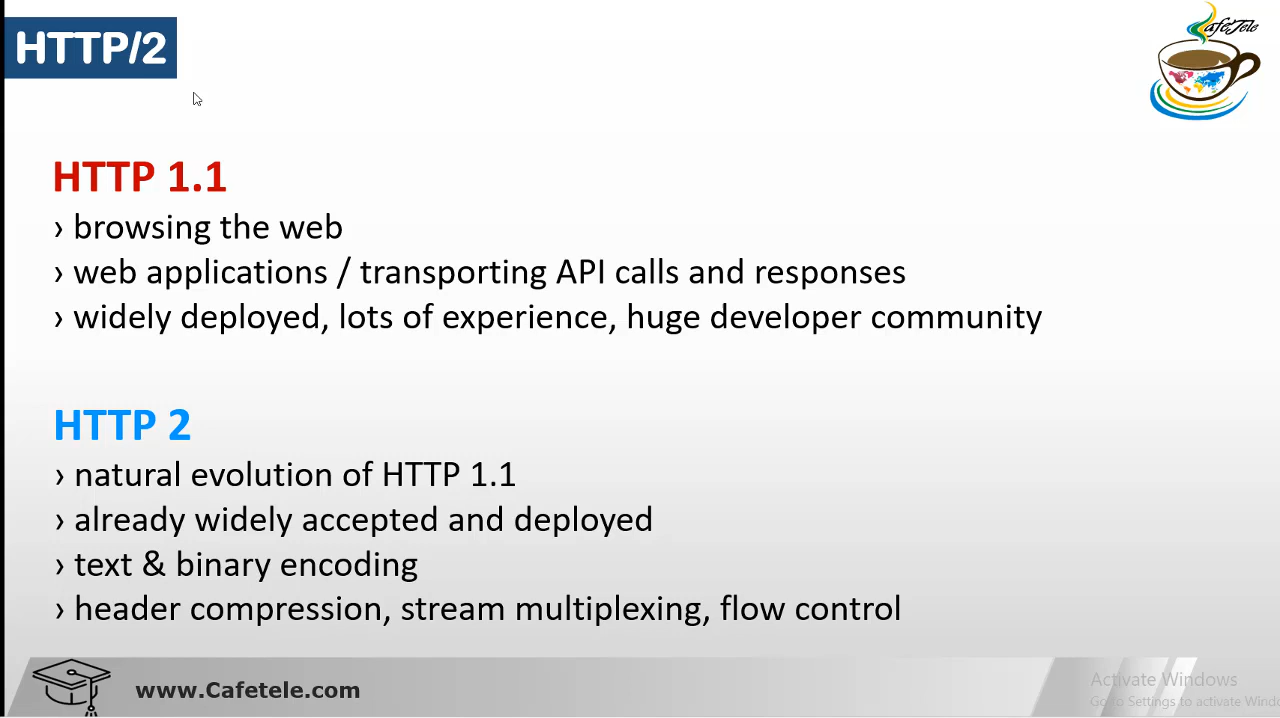 HTTP/2
CafeTele
HTTP 1.1
› browsing the web
› web applications / transporting API calls and responses
› widely deployed, lots of experience, huge developer community
HTTP 2
› natural evolution of HTTP 1.1
› already widely accepted and deployed
› text & binary encoding
› header compression, stream multiplexing, flow control
www.Cafetele.com
Activate Windows
Go to Settings to activate